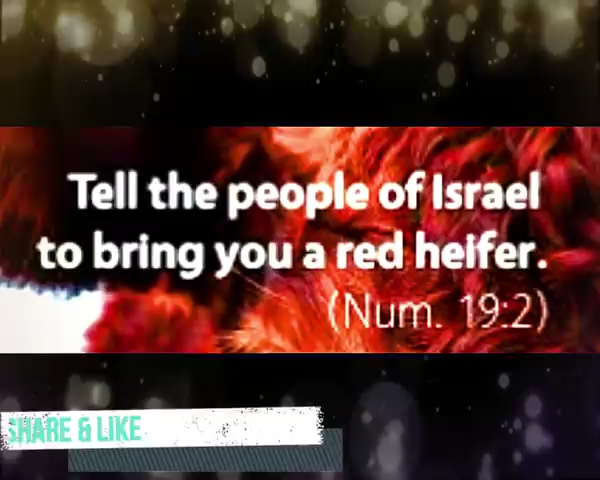 Tell the people of Israel
to bring you a red heifer.
(Num. 19:2)
SHARE & LIKE